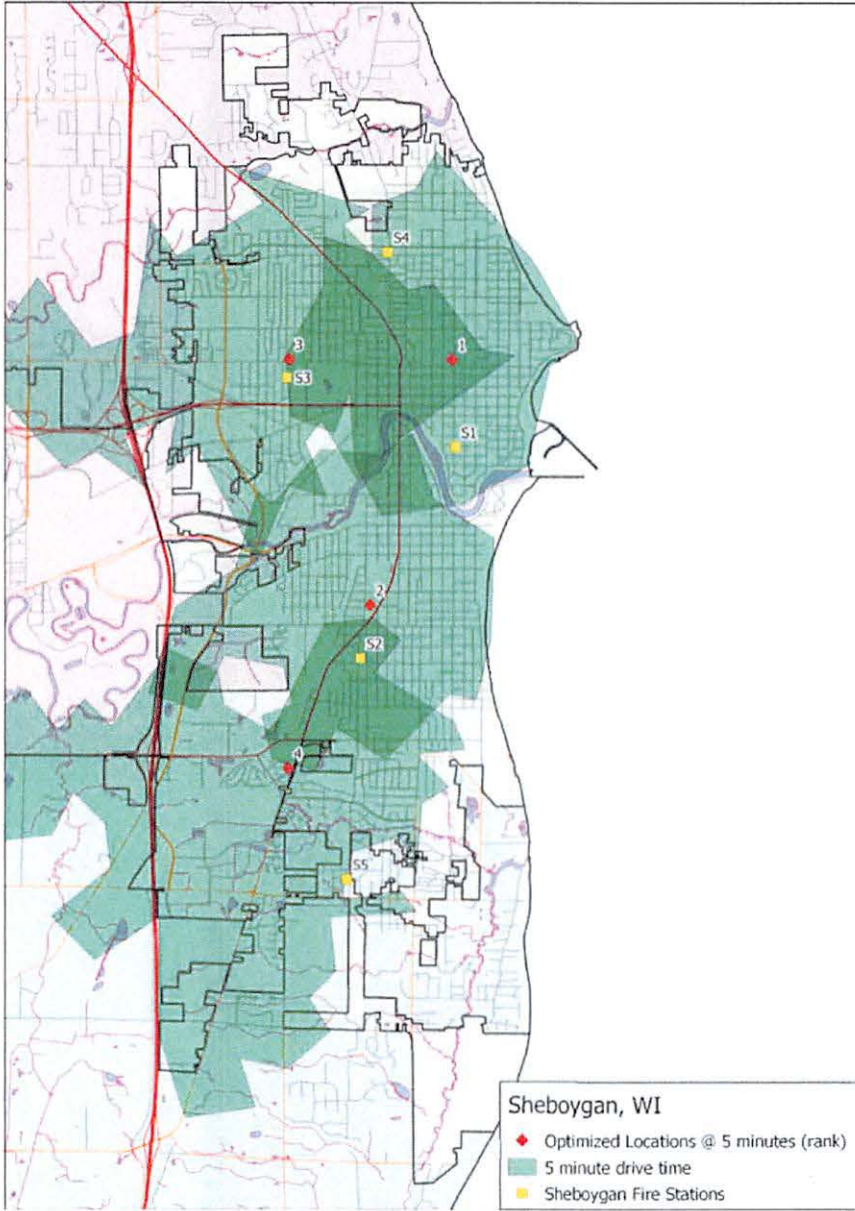 S4
3
1
S3
S1
2
S2
4
S5
Sheboygan, WI
Optimized Locations @ 5 minutes (rank)
5 minute drive time
Sheboygan Fire Stations